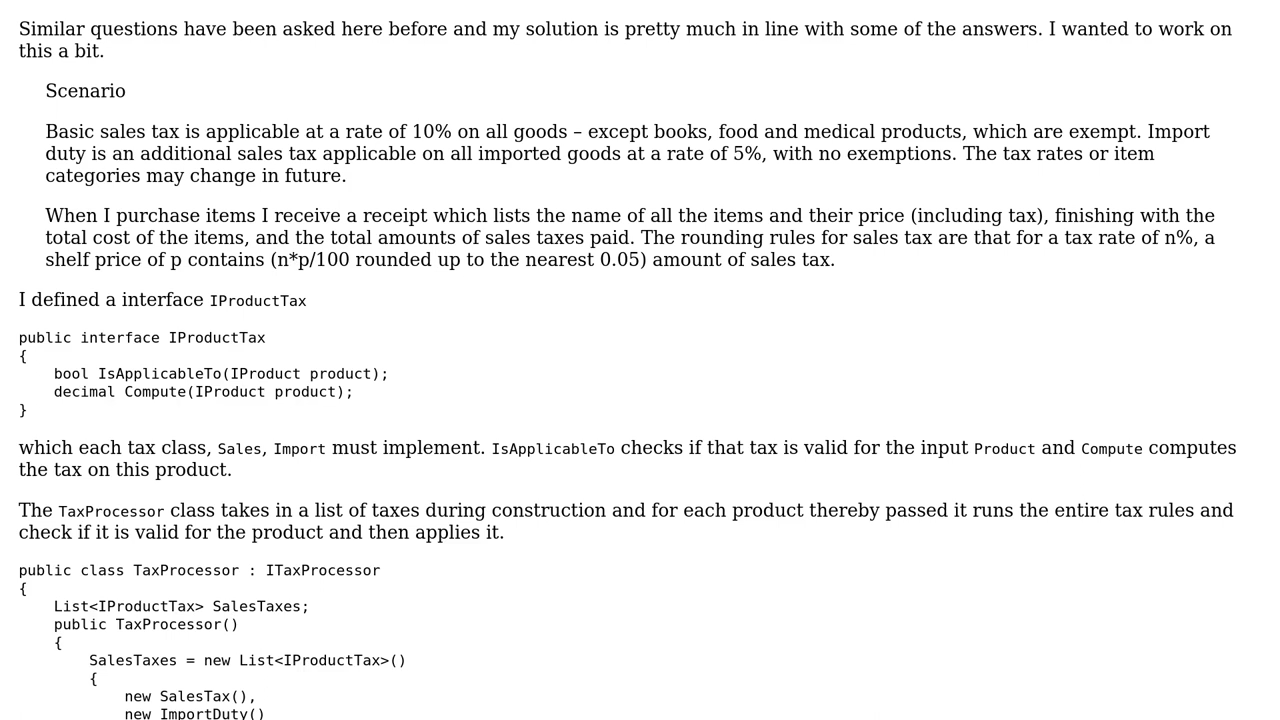 Similar questions have been asked here before and my solution is pretty much in line with some of the answers. I wanted to work on
this a bit.
Scenario
Basic sales tax is applicable at a rate of 10% on all goods – except books, food and medical products, which are exempt. Import
duty is an additional sales tax applicable on all imported goods at a rate of 5%, with no exemptions. The tax rates or item
categories may change in future.
When I purchase items I receive a receipt which lists the name of all the items and their price (including tax), finishing with the
total cost of the items, and the total amounts of sales taxes paid. The rounding rules for sales tax are that for a tax rate of n%, a
shelf price of p contains (n*p/100 rounded up to the nearest 0.05) amount of sales tax.
I defined a interface IProductTax
public interface IProductTax
{
    bool IsApplicableTo(IProduct product);
    decimal Compute(IProduct product);
}
which each tax class, Sales, Import must implement. IsApplicableTo checks if that tax is valid for the input Product and Compute computes
the tax on this product.
The TaxProcessor class takes in a list of taxes during construction and for each product thereby passed it runs the entire tax rules and
check if it is valid for the product and then applies it.
public class TaxProcessor : ITaxProcessor
{
    List<IProductTax> SalesTaxes;
    public TaxProcessor()
    {
        SalesTaxes = new List<IProductTax>()
        {
            new SalesTax(),
            new ImportDuty()